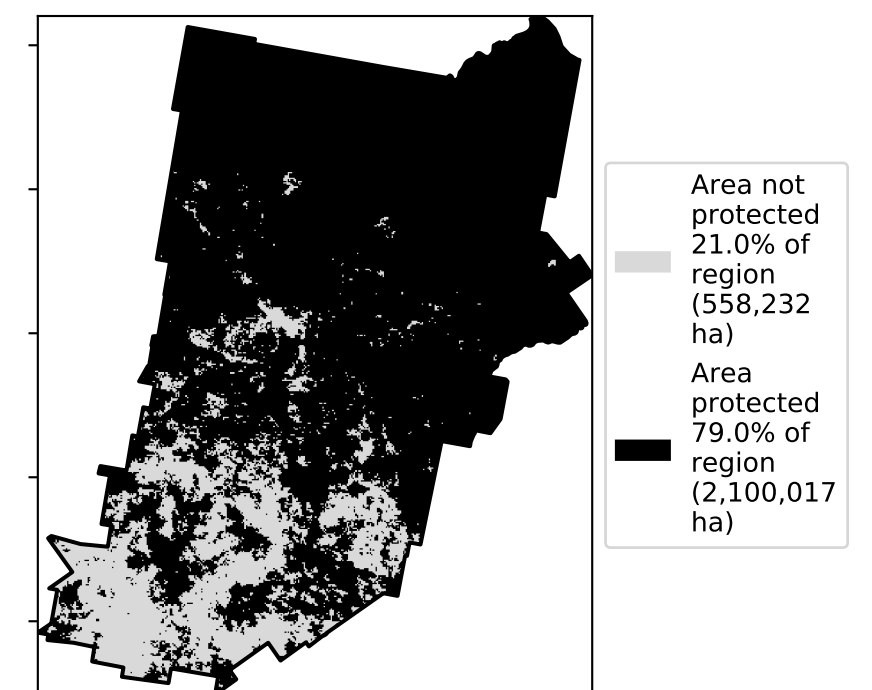 Area not
protected
21.0% of
region
(558,232
ha)
Area
protected
79.0% of
region
(2,100,017
ha)